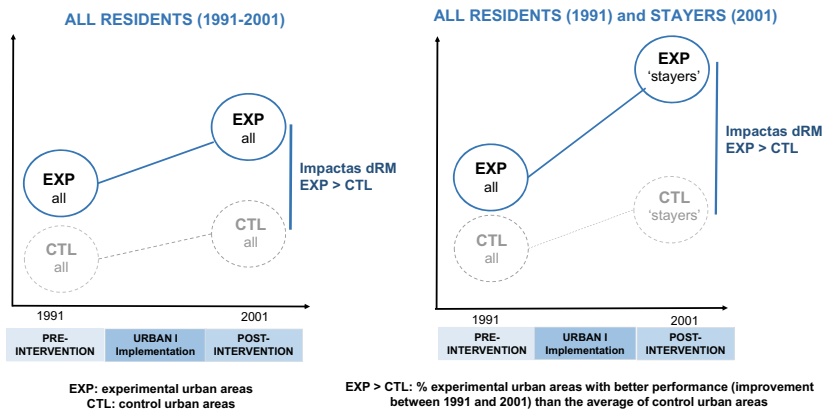 ALL RESIDENTS (1991-2001)
EXP
all
EXP
all
CTL
all
CTL
all
Impactas dRM
EXP > CTL
1991
2001
PRE-
INTERVENTION
URBAN I
Implementation
POST-
INTERVENTION
EXP: experimental urban areas
CTL: control urban areas
ALL RESIDENTS (1991) and STAYERS (2001)
EXP
'stayers'
EXP
all
CTL
'stayers'
CTL
all
Impactas dRM
EXP > CTL
1991
2001
PRE-
INTERVENTION
URBAN I
Implementation
POST-
INTERVENTION
EXP > CTL: % experimental urban areas with better performance (improvement
between 1991 and 2001) than the average of control urban areas